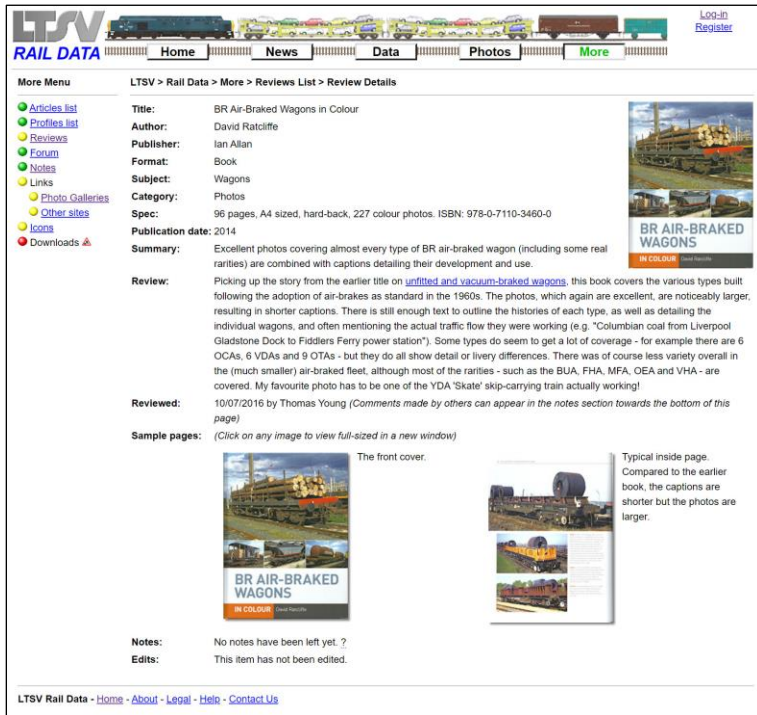 LTSV
RAIL DATA
Home
News
Data
Photos
More
Log-in
Register
More Menu
Articles list
Profiles list
Reviews
Forum
Notes
Links
Photo Galleries
Other sites
Icons
Downloads
LTSV > Rail Data > More > Reviews List > Review Details
Title: BR Air-Braked Wagons in Colour
Author: David Ratcliffe
Publisher: Ian Allan
Format: Book
Subject: Wagons
Category: Photos
Spec: 96 pages, A4 sized, hard-back, 227 colour photos. ISBN: 978-0-7110-3460-0
Publication date: 2014
Summary: Excellent photos covering almost every type of BR air-braked wagon (including some real
rarities) are combined with captions detailing their development and use.
BR AIR-BRAKED
WAGONS
IN COLOUR David Ratcliffe
Review: Picking up the story from the earlier title on unfitted and vacuum-braked wagons, this book covers the various types built
following the adoption of air-brakes as standard in the 1960s. The photos, which again are excellent, are noticeably larger,
resulting in shorter captions. There is still enough text to outline the histories of each type, as well as detailing the
individual wagons, and often mentioning the actual traffic flow they were working (e.g. "Columbian coal from Liverpool
Gladstone Dock to Fiddlers Ferry power station"). Some types do seem to get a lot of coverage - for example there are 6
OCAs, 6 VDAs and 9 OTAs - but they do all show detail or livery differences. There was of course less variety overall in
the (much smaller) air-braked fleet, although most of the rarities - such as the BUA, FHA, MFA, OEA and VHA - are
covered. My favourite photo has to be one of the YDA 'Skate' skip-carrying train actually working!
Reviewed: 10/07/2016 by Thomas Young (Comments made by others can appear in the notes section towards the bottom of this
page)
Sample pages: (Click on any image to view full-sized in a new window)
BR AIR-BRAKED
WAGONS
IN COLOUR David Ratcliffe
The front cover.
Typical inside page.
Compared to the earlier
book, the captions are
shorter but the photos are
larger.
Notes: No notes have been left yet. ?
Edits: This item has not been edited.
LTSV Rail Data - Home - About - Legal - Help - Contact Us